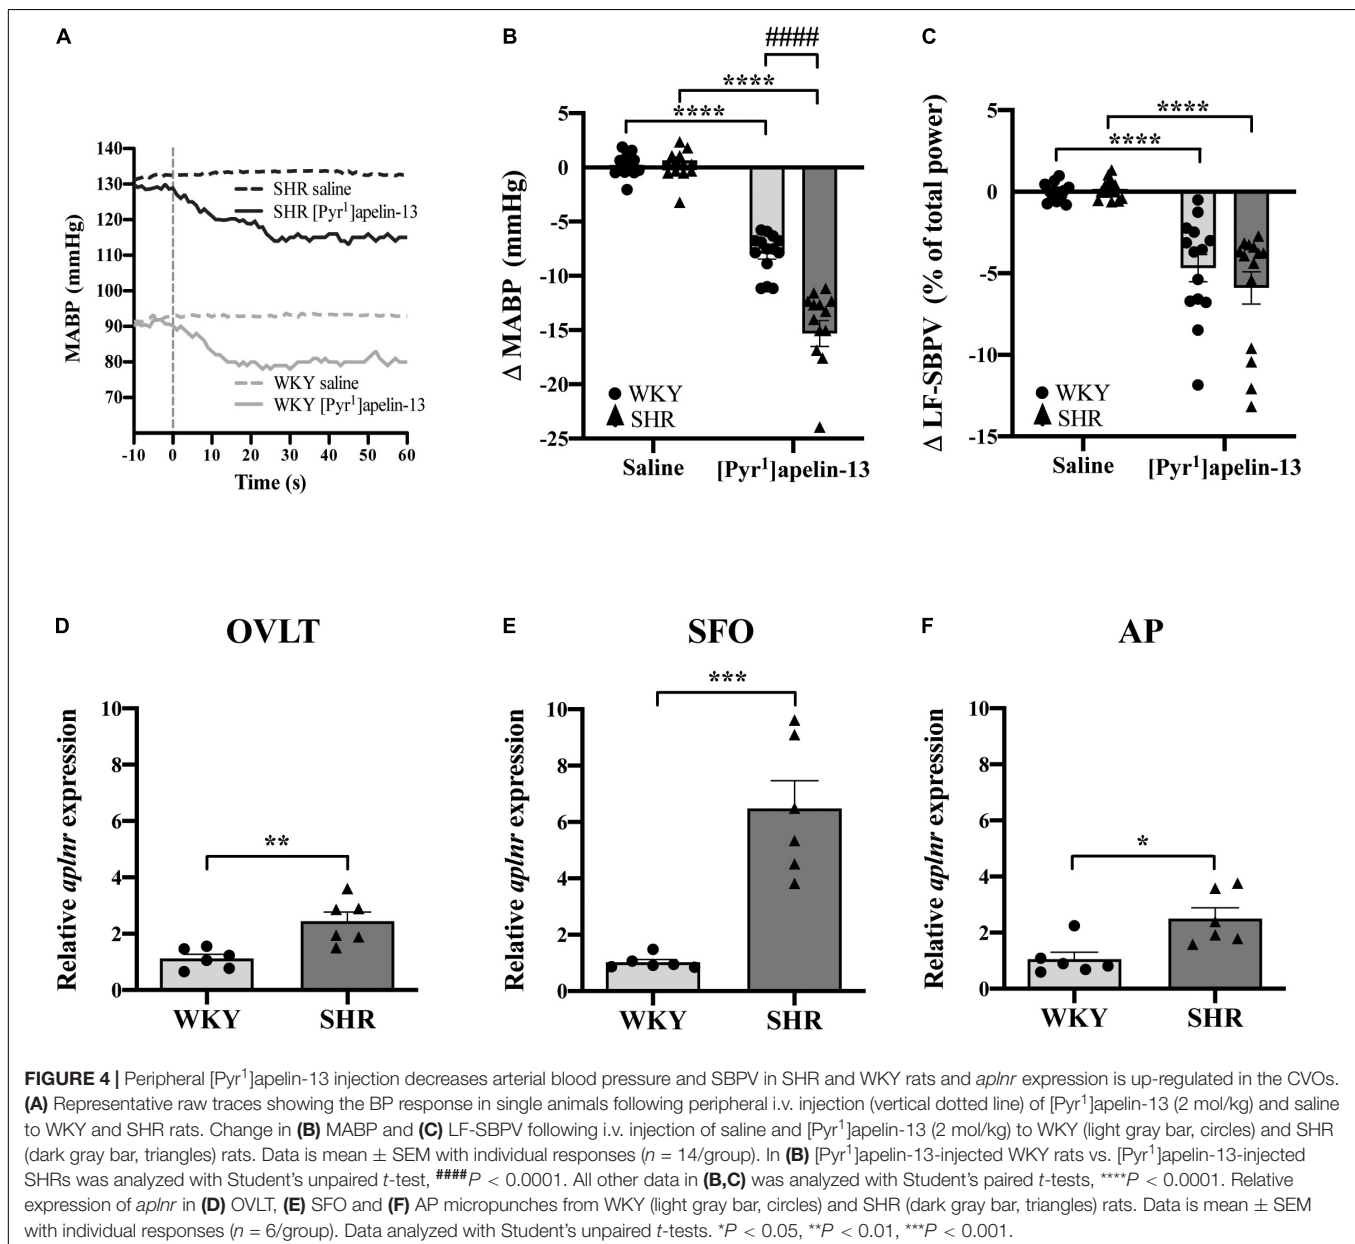 A
140
130
120
110
100
90
80
70
MABP (mmHg)
SHR saline
SHR [Pyr¹]apelin-13
WKY saline
WKY [Pyr¹]apelin-13
-10 0 10 20 30 40 50 60
Time (s)
B
####
****
****
5
0
-5
-10
-15
-20
-25
Δ MABP (mmHg)
WKY
SHR
Saline [Pyr¹]apelin-13
C
****
****
5
0
-5
-10
-15
Δ LF-SBPV (% of total power)
WKY
SHR
Saline [Pyr¹]apelin-13
D
OVLT
10
8
6
4
2
0
Relative aplnr expression
**
WKY SHR
E
SFO
10
8
6
4
2
0
Relative aplnr expression
***
WKY SHR
F
AP
10
8
6
4
2
0
Relative aplnr expression
*
WKY SHR
FIGURE 4 | Peripheral [Pyr¹]apelin-13 injection decreases arterial blood pressure and SBPV in SHR and WKY rats and aplnr expression is up-regulated in the CVOs.
(A) Representative raw traces showing the BP response in single animals following peripheral i.v. injection (vertical dotted line) of [Pyr¹]apelin-13 (2 mol/kg) and saline
to WKY and SHR rats. Change in (B) MABP and (C) LF-SBPV following i.v. injection of saline and [Pyr¹]apelin-13 (2 mol/kg) to WKY (light gray bar, circles) and SHR
(dark gray bar, triangles) rats. Data is mean ± SEM with individual responses (n = 14/group). In (B) [Pyr¹]apelin-13-injected WKY rats vs. [Pyr¹]apelin-13-injected
SHRs was analyzed with Student's unpaired t-test, ####P < 0.0001. All other data in (B,C) was analyzed with Student's paired t-tests, ****P < 0.0001. Relative
expression of aplnr in (D) OVLT, (E) SFO and (F) AP micropunches from WKY (light gray bar, circles) and SHR (dark gray bar, triangles) rats. Data is mean ± SEM
with individual responses (n = 6/group). Data analyzed with Student's unpaired t-tests. *P < 0.05, **P < 0.01, ***P < 0.001.